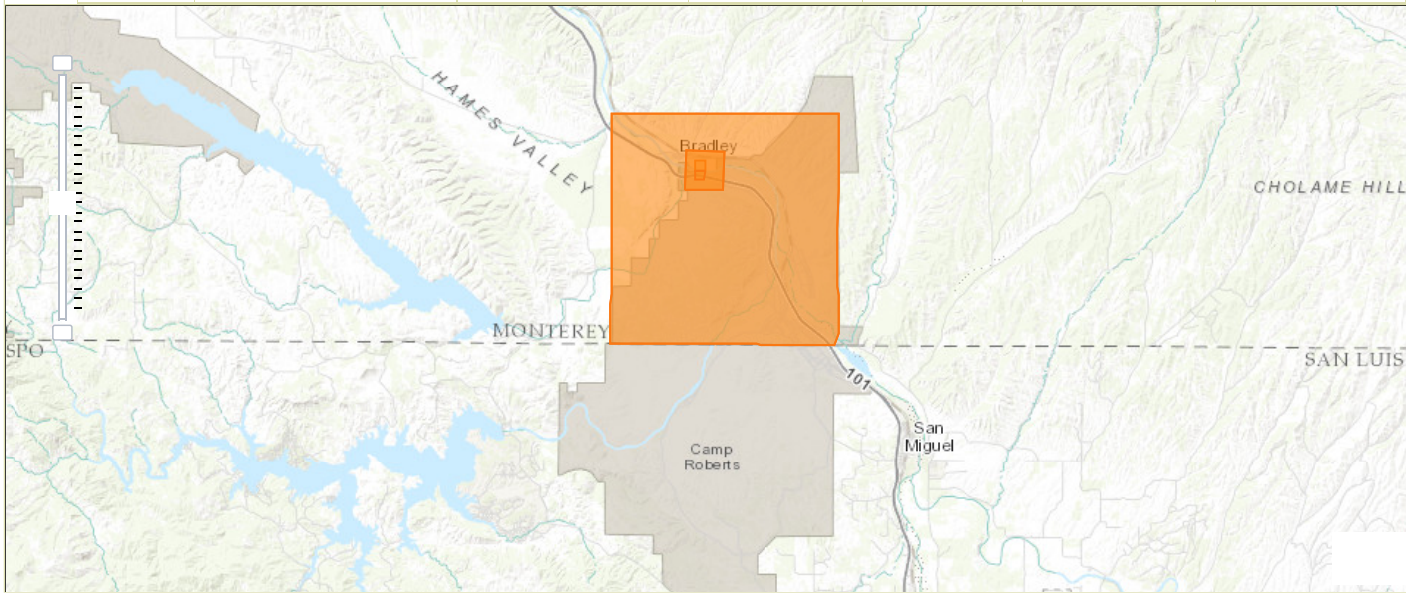 HAMES VALLEY
Bradley
CHOLAME HILL
MONTEREY
SPO
SAN LUIS
101
San
Miguel
Camp
Roberts